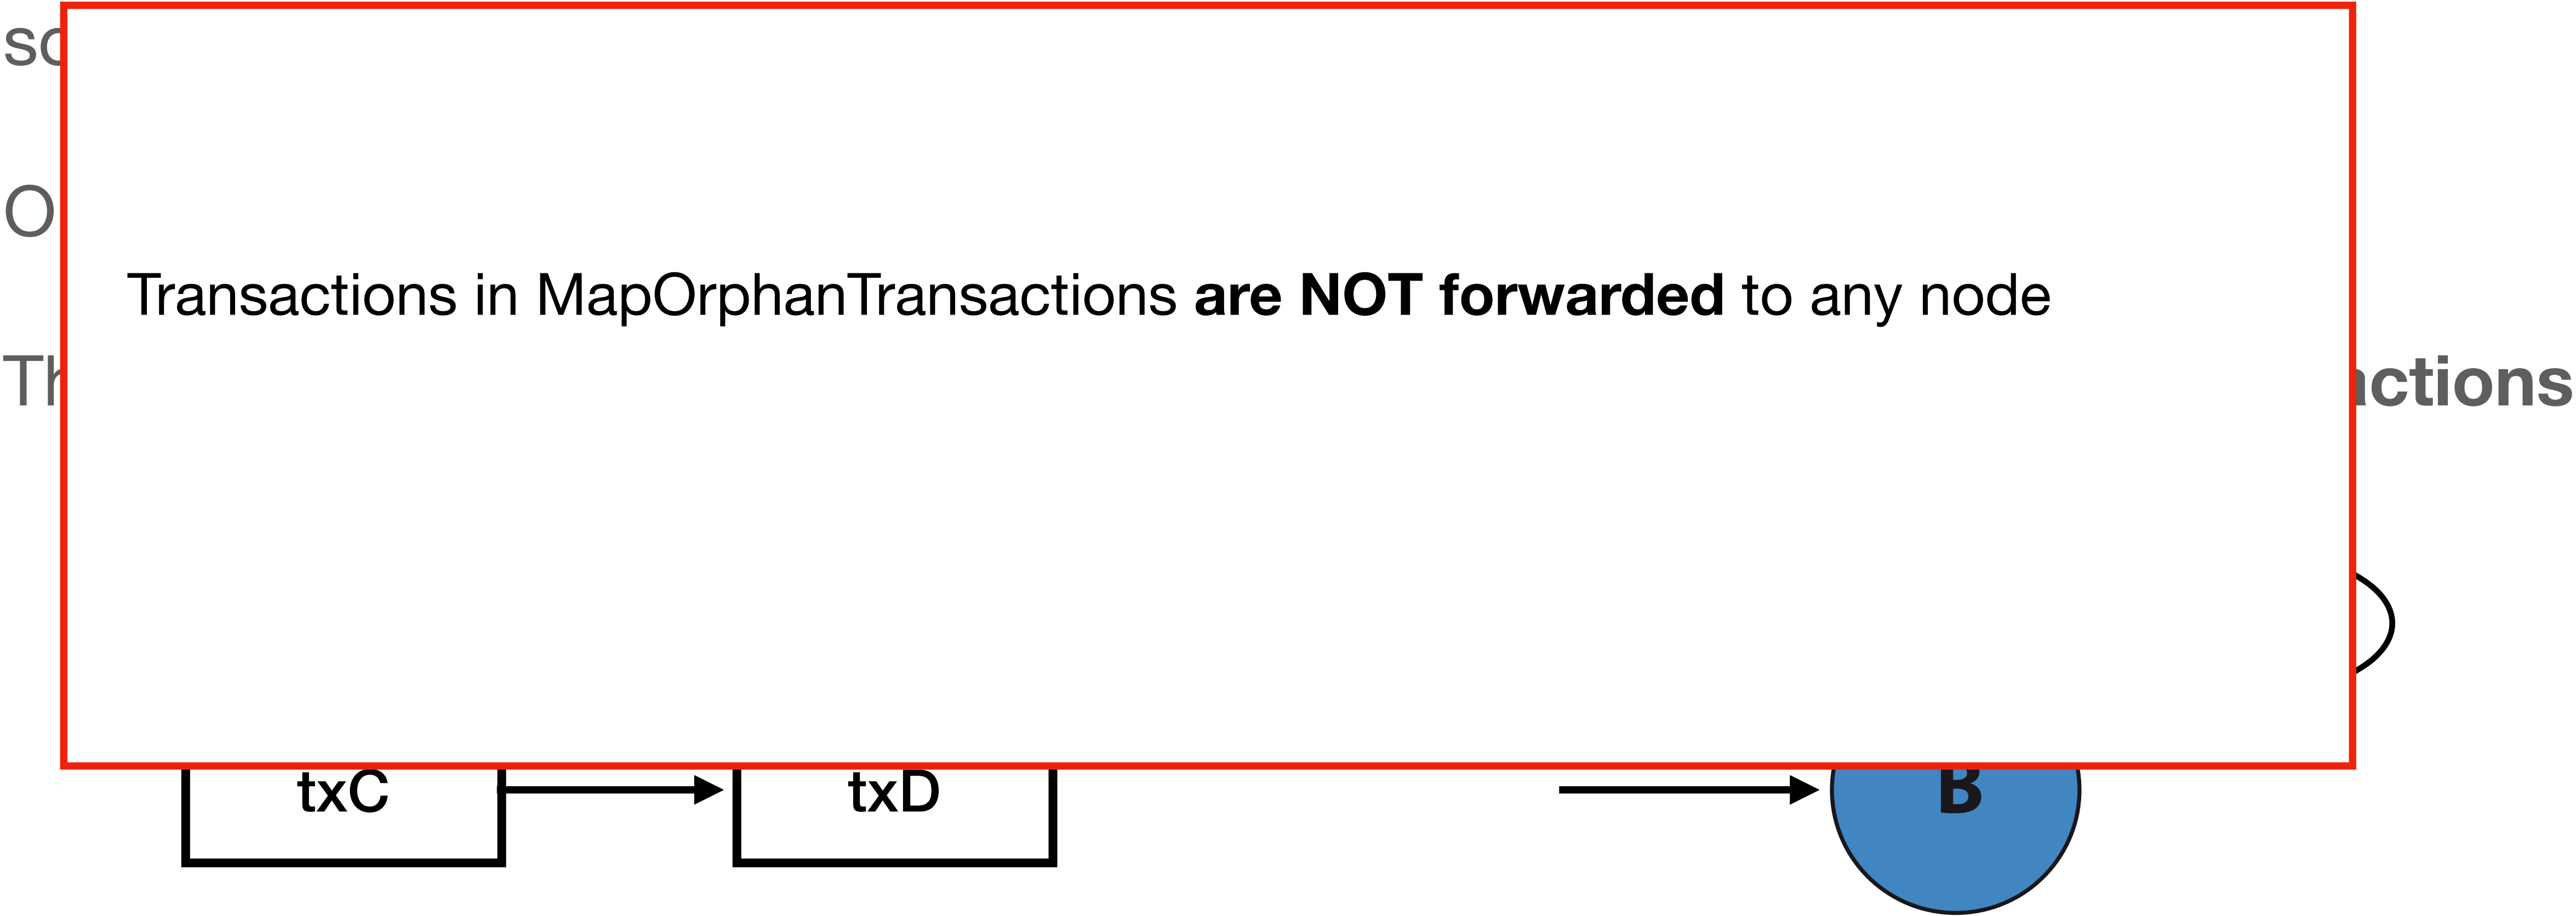 Transactions in MapOrphanTransactions are NOT forwarded to any node
txC
txD
B